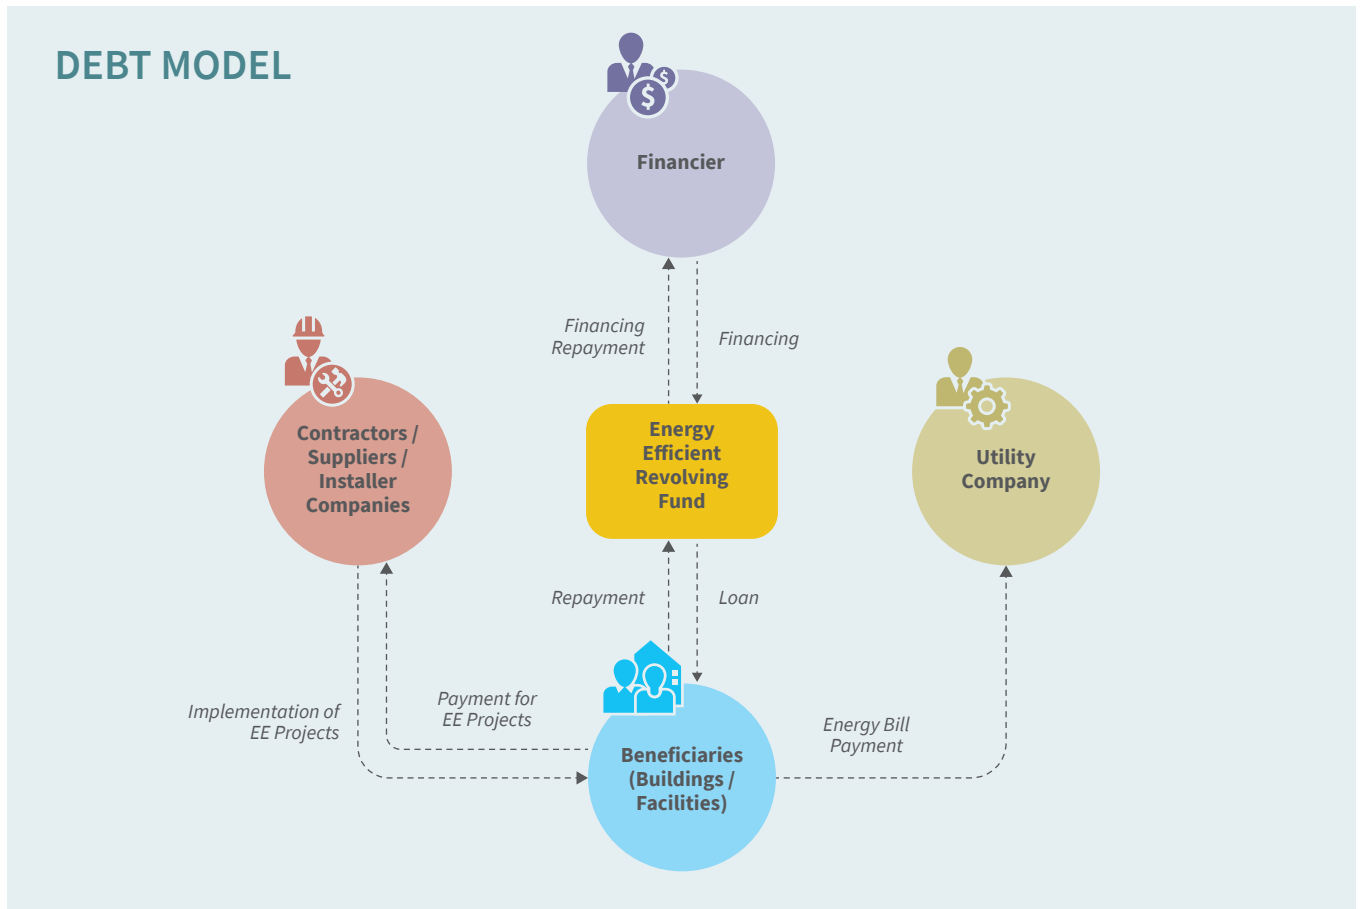 DEBT MODEL
$
$
Financier
Financing
Repayment
Financing
Contractors /
Suppliers /
Installer
Companies
Energy
Efficient
Revolving
Fund
Utility
Company
Repayment
Loan
Implementation of
EE Projects
Payment for
EE Projects
Beneficiaries
(Buildings /
Facilities)
Energy Bill
Payment